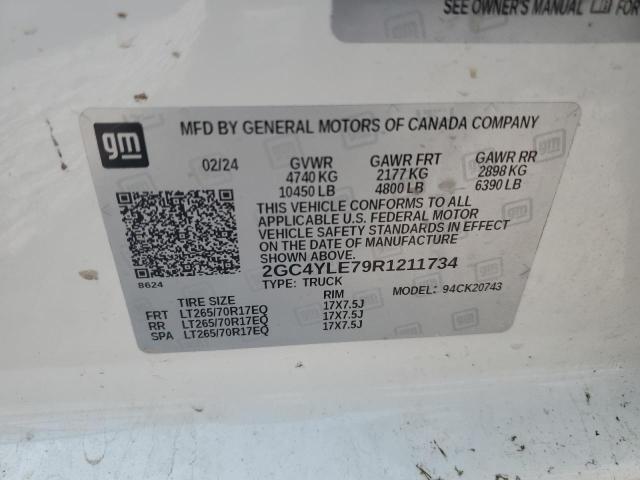 SEE OWNER'S MANUAL FOR
gm
MFD BY GENERAL MOTORS OF CANADA COMPANY
02/24 GVWR GAWR FRT GAWR RR
4740 KG 2177 KG 2898 KG
10450 LB 4800 LB 6390 LB
THIS VEHICLE CONFORMS TO ALL
APPLICABLE U.S. FEDERAL MOTOR
VEHICLE SAFETY STANDARDS IN EFFECT
ON THE DATE OF MANUFACTURE
SHOWN ABOVE.
8624
2GC4YLE79R1211734
TYPE: TRUCK MODEL: 94CK20743
TIRE SIZE RIM
FRT LT265/70R17EQ 17X7.5J
RR LT265/70R17EQ 17X7.5J
SPA LT265/70R17EQ 17X7.5J